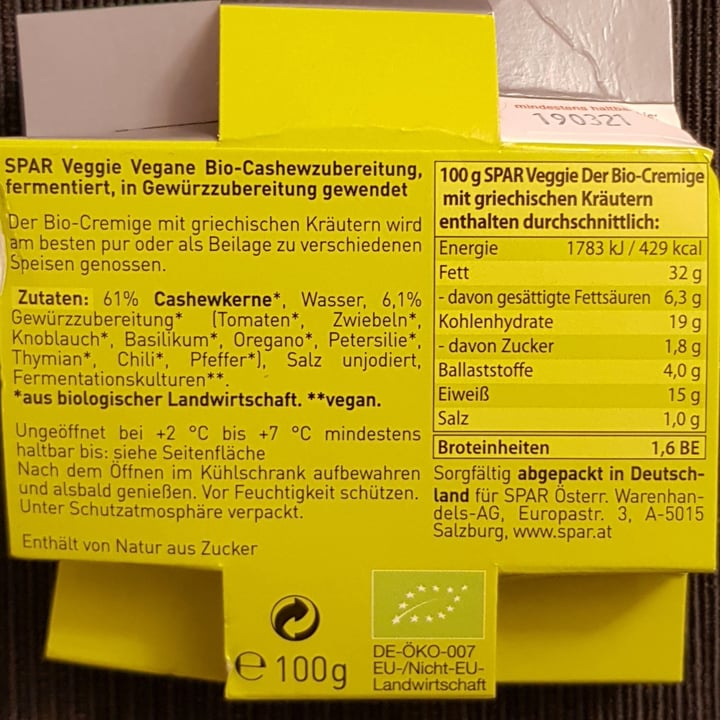 mindestens
190321
SPAR Veggie Vegane Bio-Cashewzubereitung,
fermentiert, in Gewürzzubereitung gewendet
Der Bio-Cremige mit griechischen Kräutern wird
am besten pur oder als Beilage zu verschiedenen
Speisen genossen.
Zutaten: 61% Cashewkerne*, Wasser, 6,1%
Gewürzzubereitung* (Tomaten*, Zwiebeln*,
Knoblauch*, Basilikum*, Oregano*, Petersilie*,
Thymian*, Chili*, Pfeffer*), Salz unjodiert,
Fermentationskulturen**.
*aus biologischer Landwirtschaft. **vegan.
Ungeöffnet bei +2 °C bis +7 °C mindestens
haltbar bis: siehe Seitenfläche
Nach dem Öffnen im Kühlschrank aufbewahren
und alsbald genießen. Vor Feuchtigkeit schützen.
Unter Schutzatmosphäre verpackt.
Enthält von Natur aus Zucker
100 g SPAR Veggie Der Bio-Cremige
mit griechischen Kräutern
enthalten durchschnittlich:
Energie 1783 kJ / 429 kcal
Fett 32 g
- davon gesättigte Fettsäuren 6,3 g
Kohlenhydrate 19 g
- davon Zucker 1,8 g
Ballaststoffe 4,0 g
Eiweiß 15 g
Salz 1,0 g
Broteinheiten 1,6 BE
Sorgfältig abgepackt in Deutsch-
land für SPAR Österr. Warenhan-
dels-AG, Europastr. 3, A-5015
Salzburg, www.spar.at
e 100g
DE-ÖKO-007
EU-/Nicht-EU-
Landwirtschaft